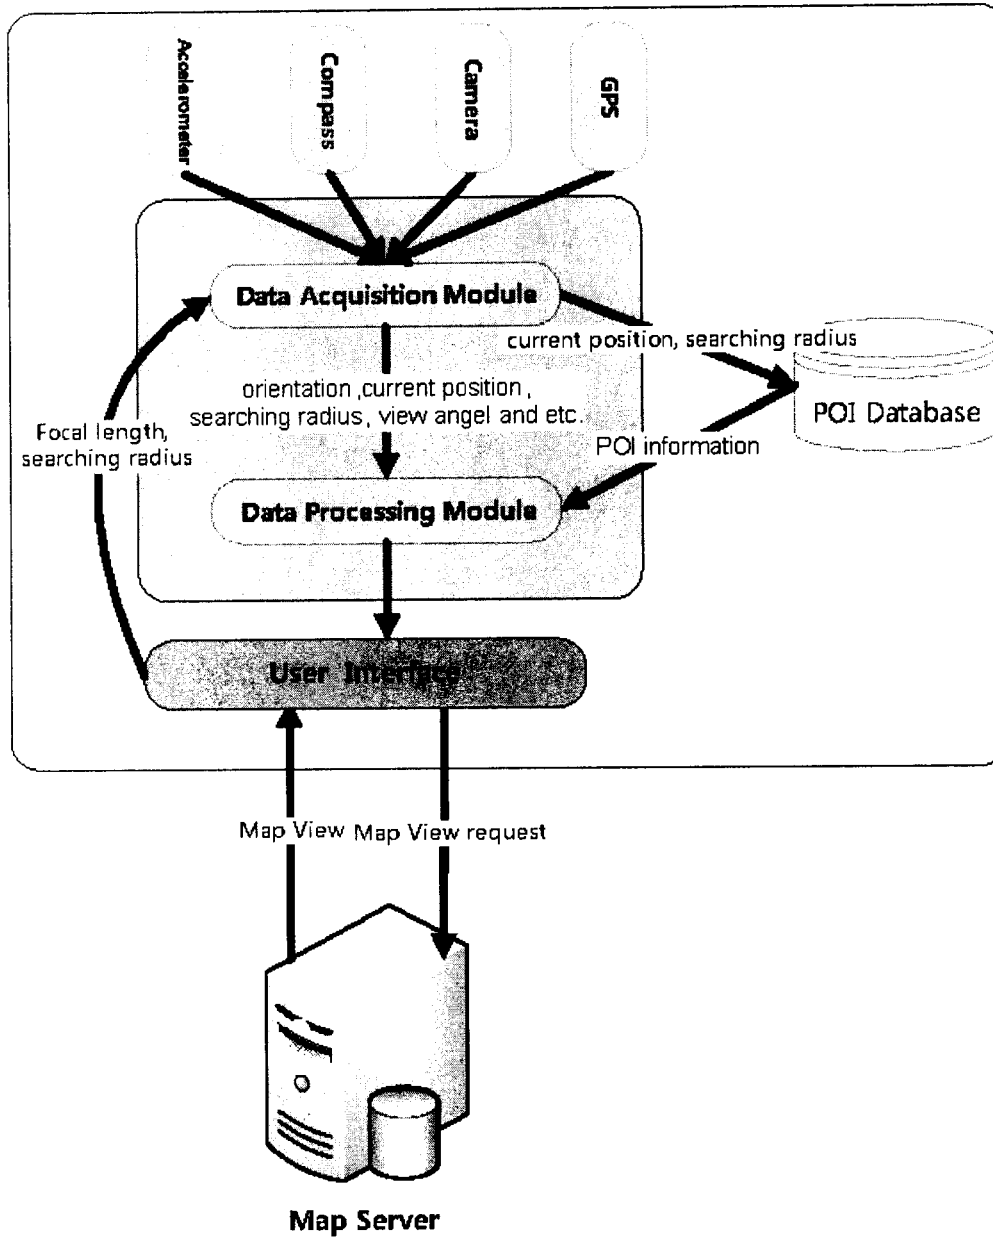 Accelerometer
Compass
Camera
GPS
Data Acquisition Module
current position, searching radius
orientation ,current position,
searching radius, view angel and etc.
POI Database
Focal length,
searching radius
POI information
Data Processing Module
User Interface
Map View
Map View request
Map Server